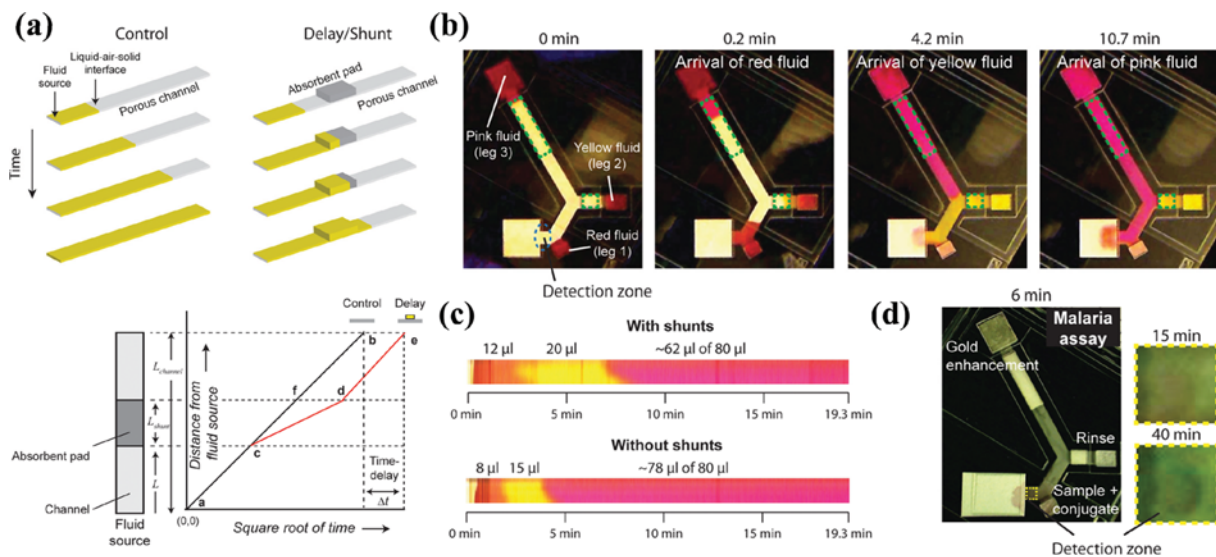 (a)
Control
Delay/Shunt
Fluid
source
Liquid-air-solid
interface
Porous channel
Absorbent pad
Porous channel
Time
Control
Delay
b
e
f
d
c
a
L channel
L shunt
L
Distance from
fluid source
Absorbent pad
Channel
Fluid
source
(0,0)
Time-
delay
Δt
Square root of time
(b)
0 min
0.2 min
4.2 min
10.7 min
Arrival of red fluid
Arrival of yellow fluid
Arrival of pink fluid
Pink fluid
(leg 3)
Yellow fluid
(leg 2)
Red fluid
(leg 1)
Detection zone
(c)
With shunts
12 µl
20 µl
~62 µl of 80 µl
0 min
5 min
10 min
15 min
19.3 min
Without shunts
8 µl
15 µl
~78 µl of 80 µl
0 min
5 min
10 min
15 min
19.3 min
(d)
6 min
Malaria
assay
Gold
enhancement
Rinse
Sample +
conjugate
15 min
40 min
Detection zone